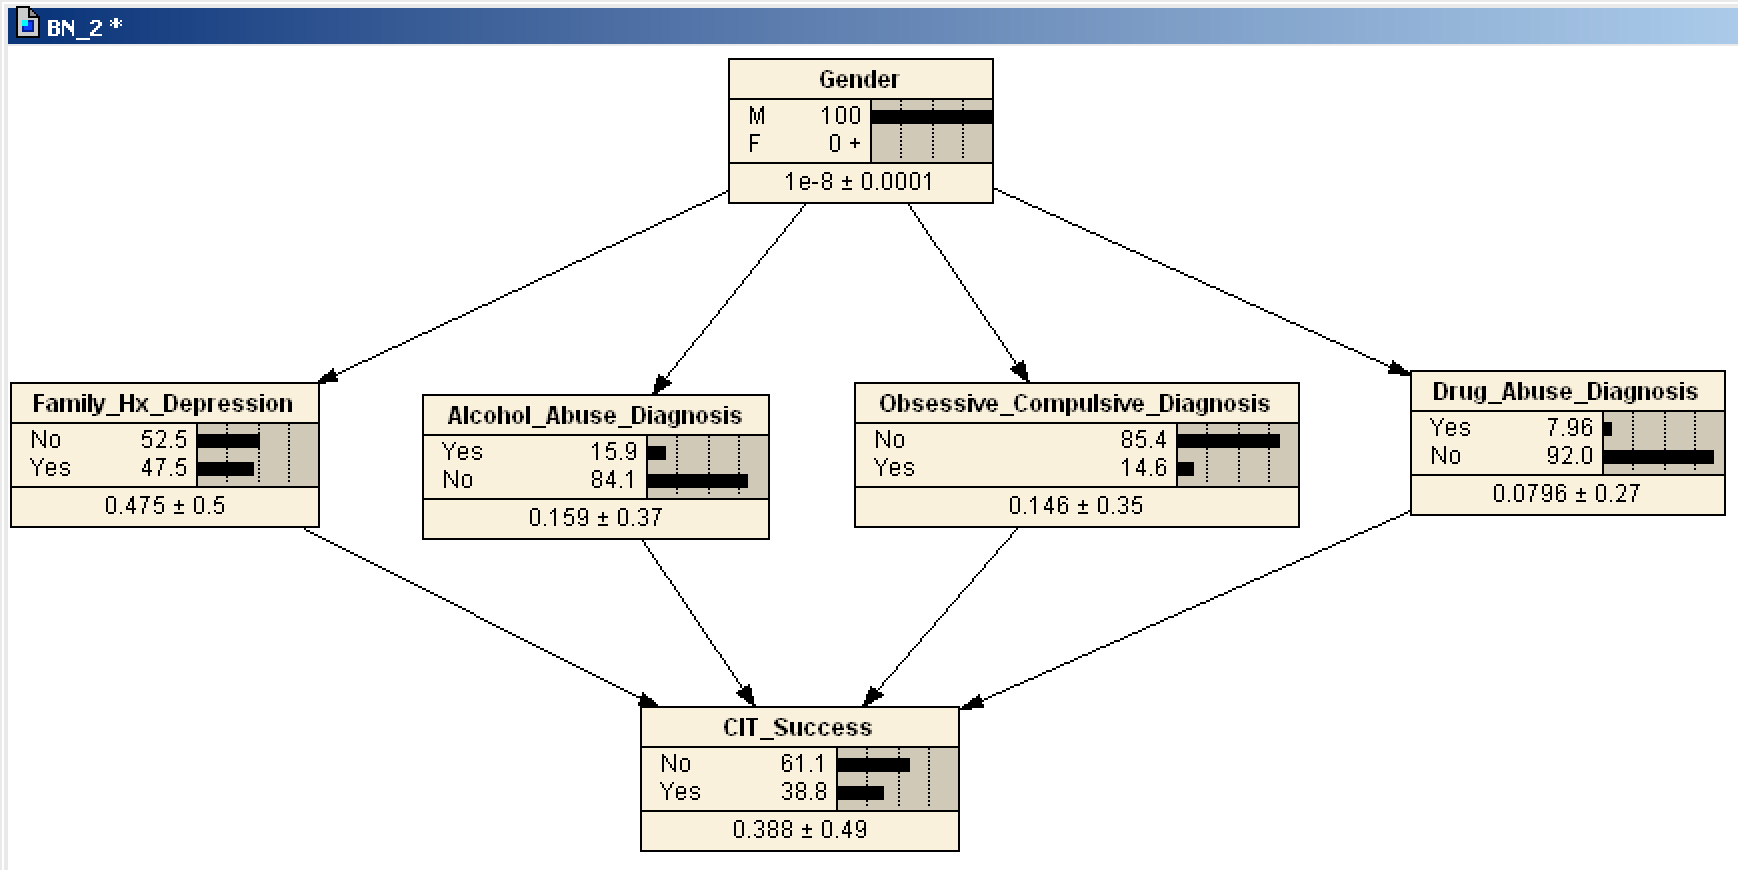 BN_2 *
Gender
M 100
F 0 +
1e-8 ± 0.0001
Family_Hx_Depression
No 52.5
Yes 47.5
0.475 ± 0.5
Alcohol_Abuse_Diagnosis
Yes 15.9
No 84.1
0.159 ± 0.37
Obsessive_Compulsive_Diagnosis
No 85.4
Yes 14.6
0.146 ± 0.35
Drug_Abuse_Diagnosis
Yes 7.96
No 92.0
0.0796 ± 0.27
CIT_Success
No 61.1
Yes 38.8
0.388 ± 0.49